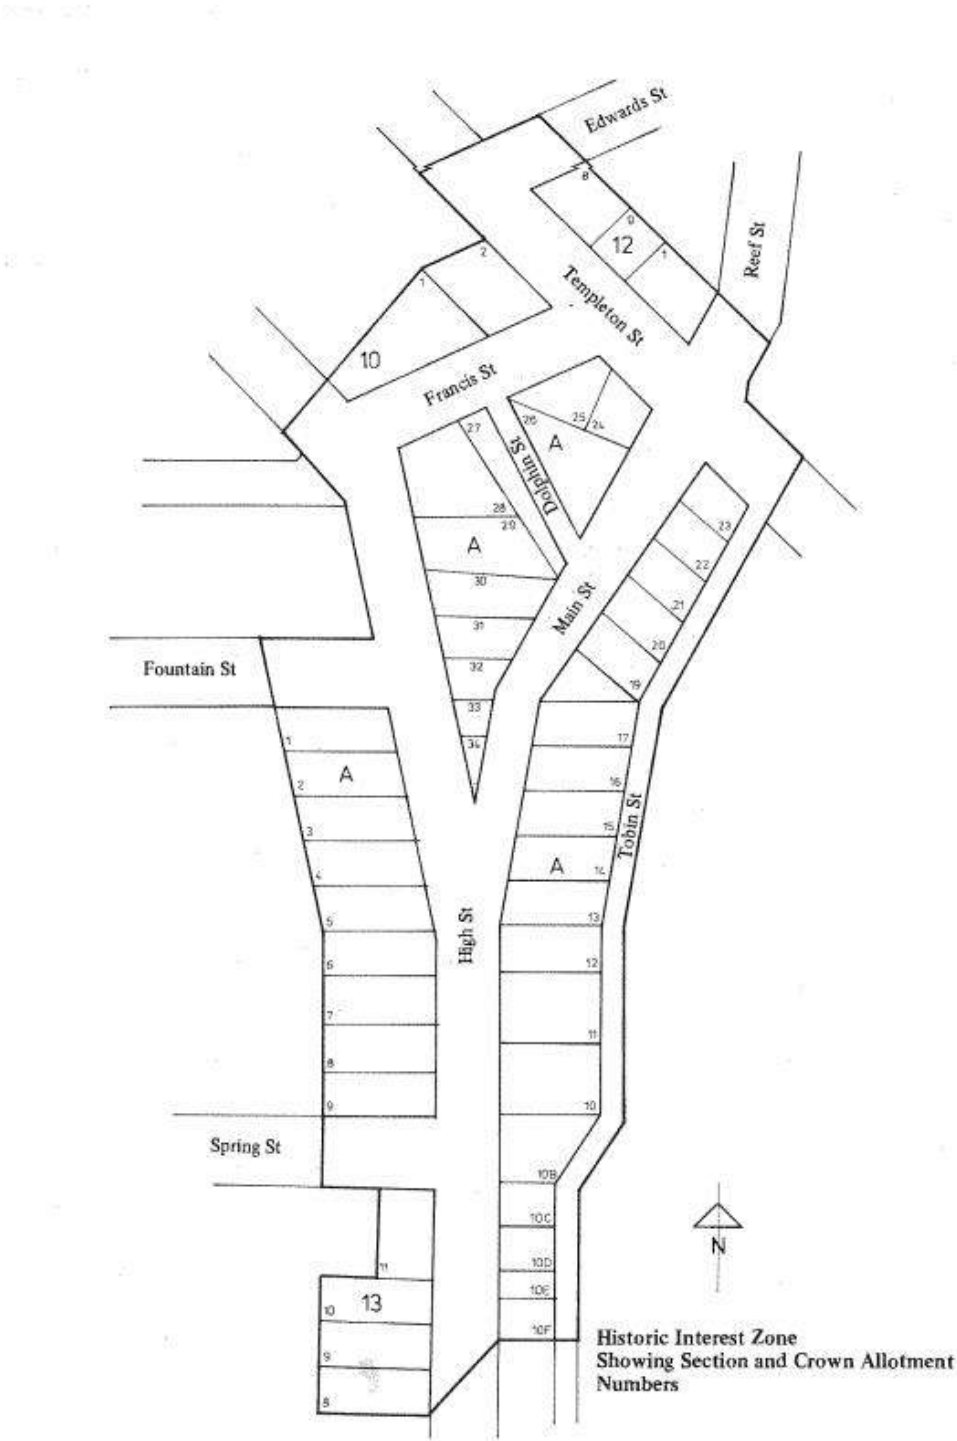 Edwards St
8
9
12
1
Reef St
2
1
10
Templeton St
Francis St
27
26
25
24
A
Dolphin St
28
29
A
30
31
32
33
34
Main St
23
22
21
20
19
Fountain St
1
A
2
3
4
5
6
7
8
9
17
16
15
A
14
13
12
11
10
10B
10C
10D
10E
10F
Tobin St
High St
Spring St
11
10
13
9
8
N
Historic Interest Zone
Showing Section and Crown Allotment
Numbers